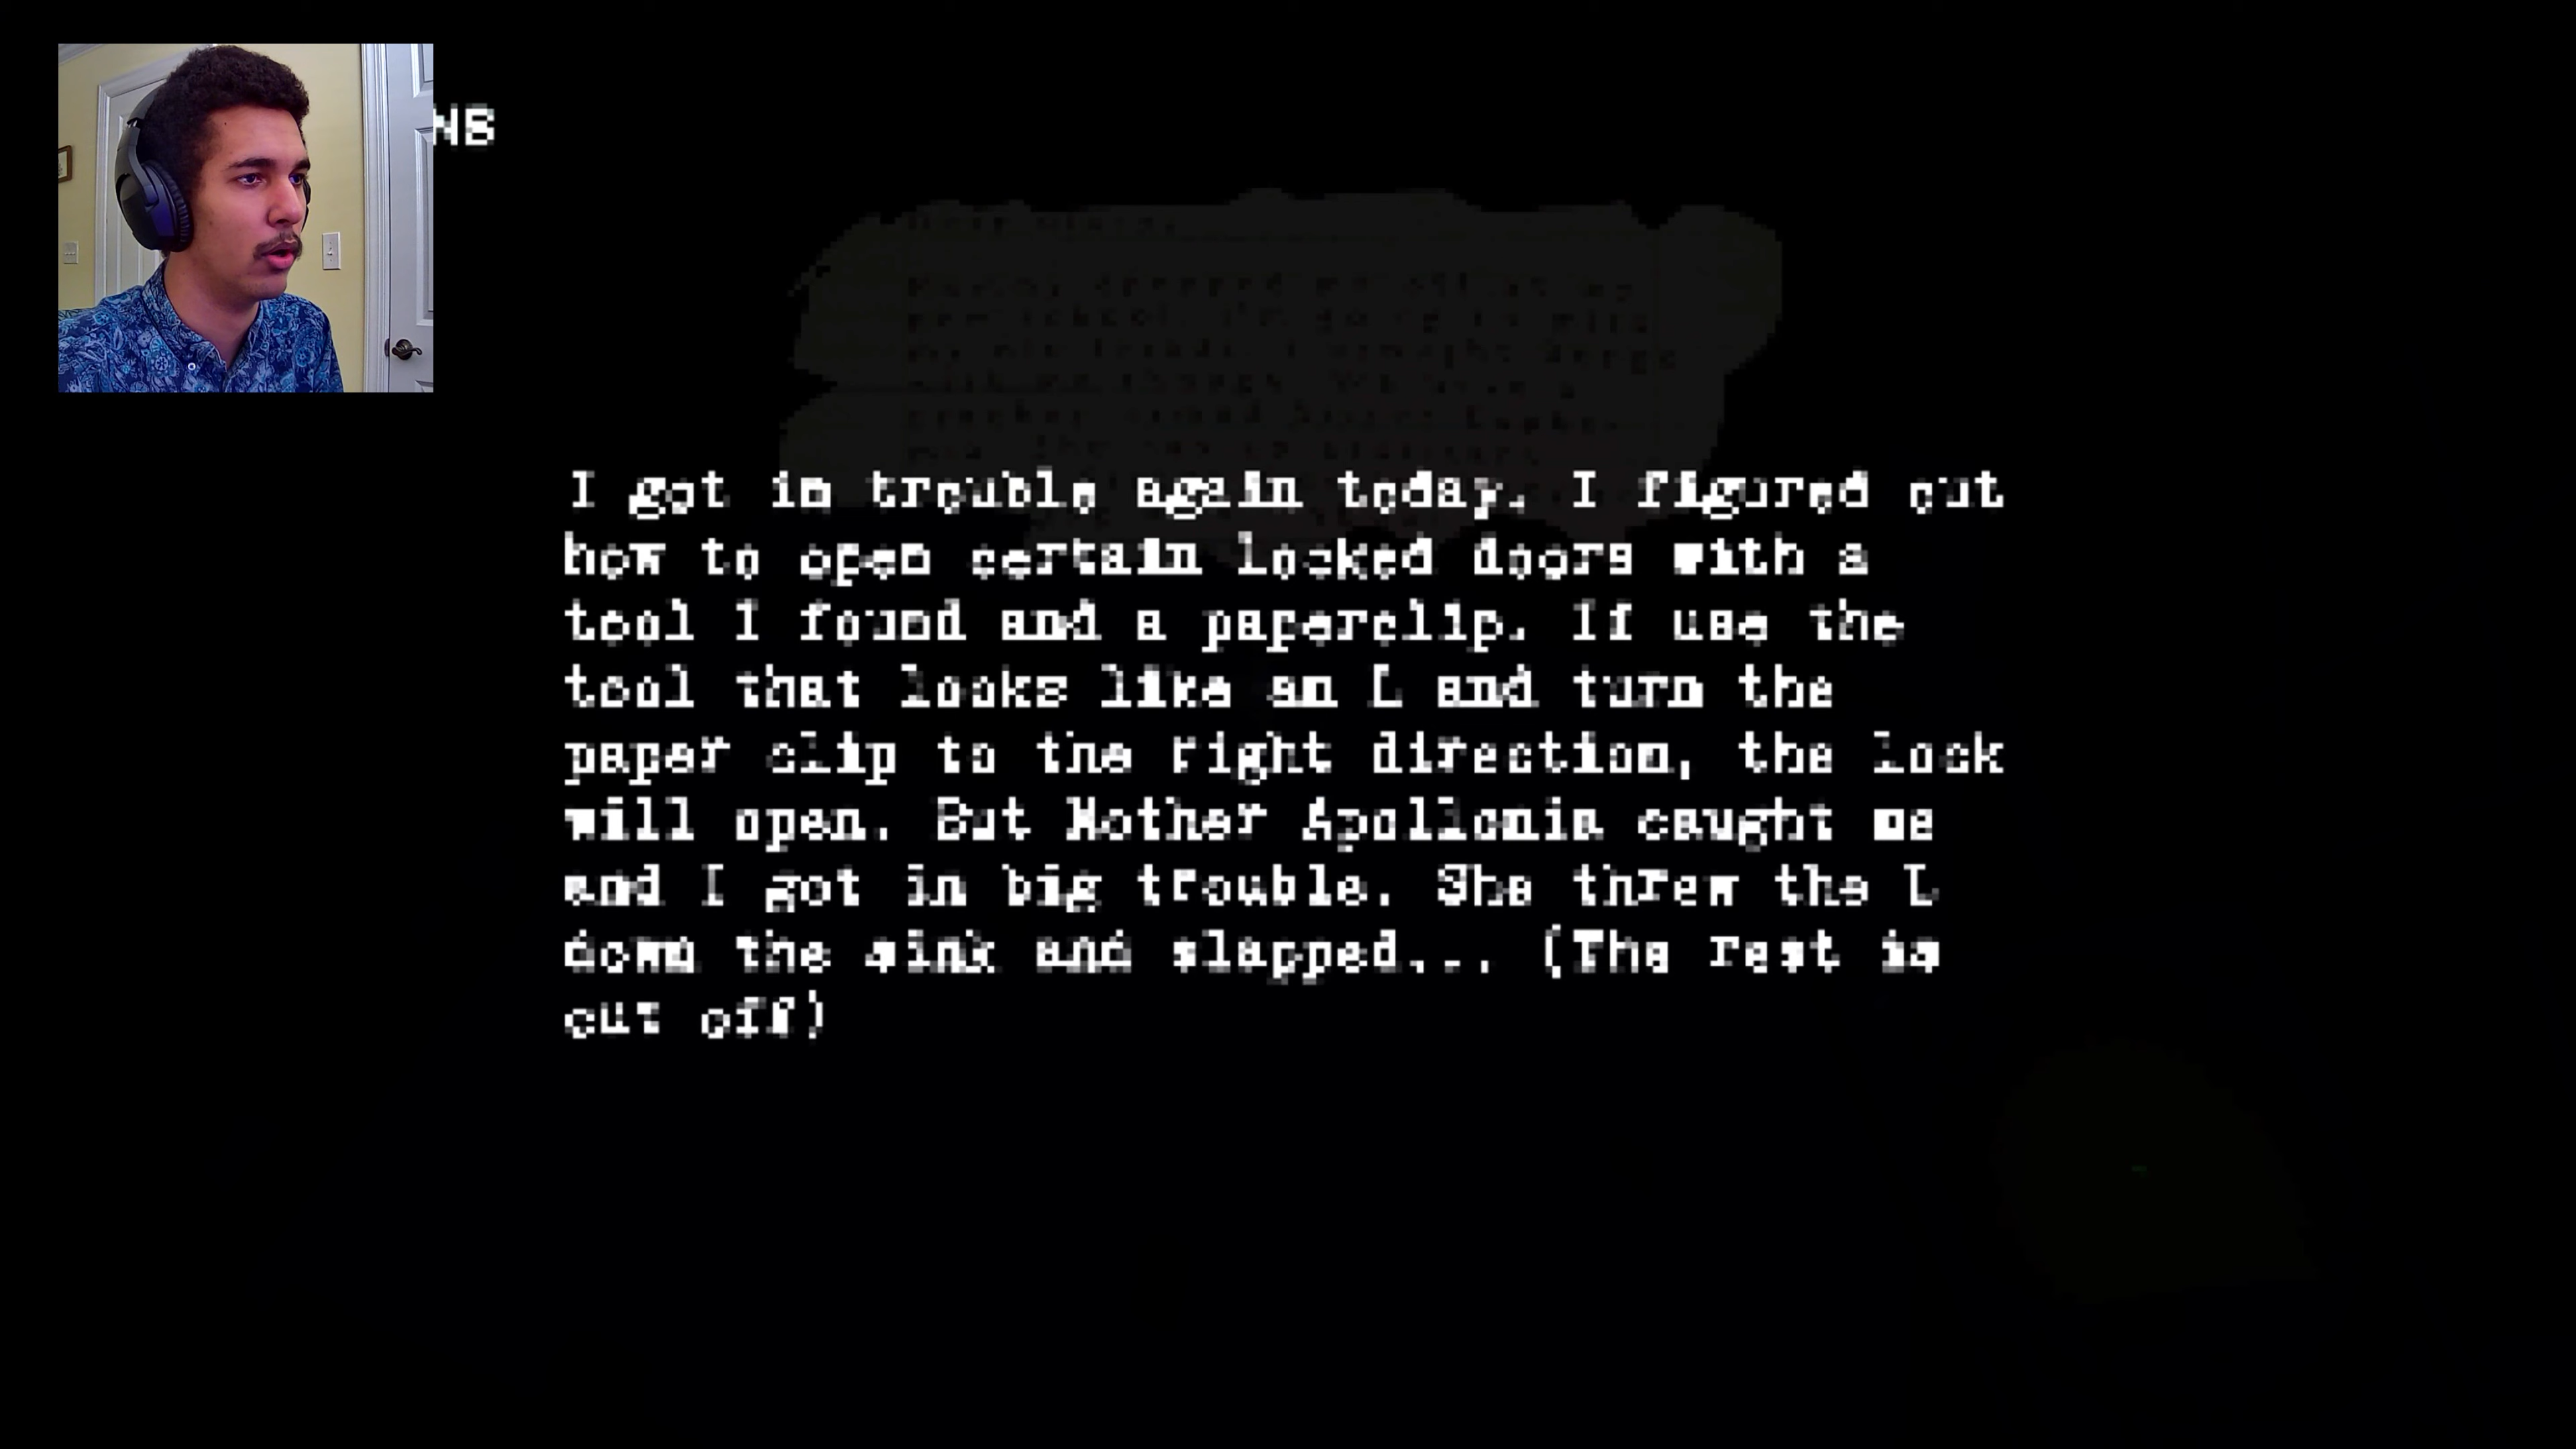 NS
I got in trouble again today. I figured out
how to open certain locked doors with a
tool I found and a paperclip. If use the
tool that looks like an L and turn the
paper clip to the right direction, the lock
will open. But Mother Apollonia caught me
and I got in big trouble. She threw the L
down the sink and slapped... (The rest is
cut off)